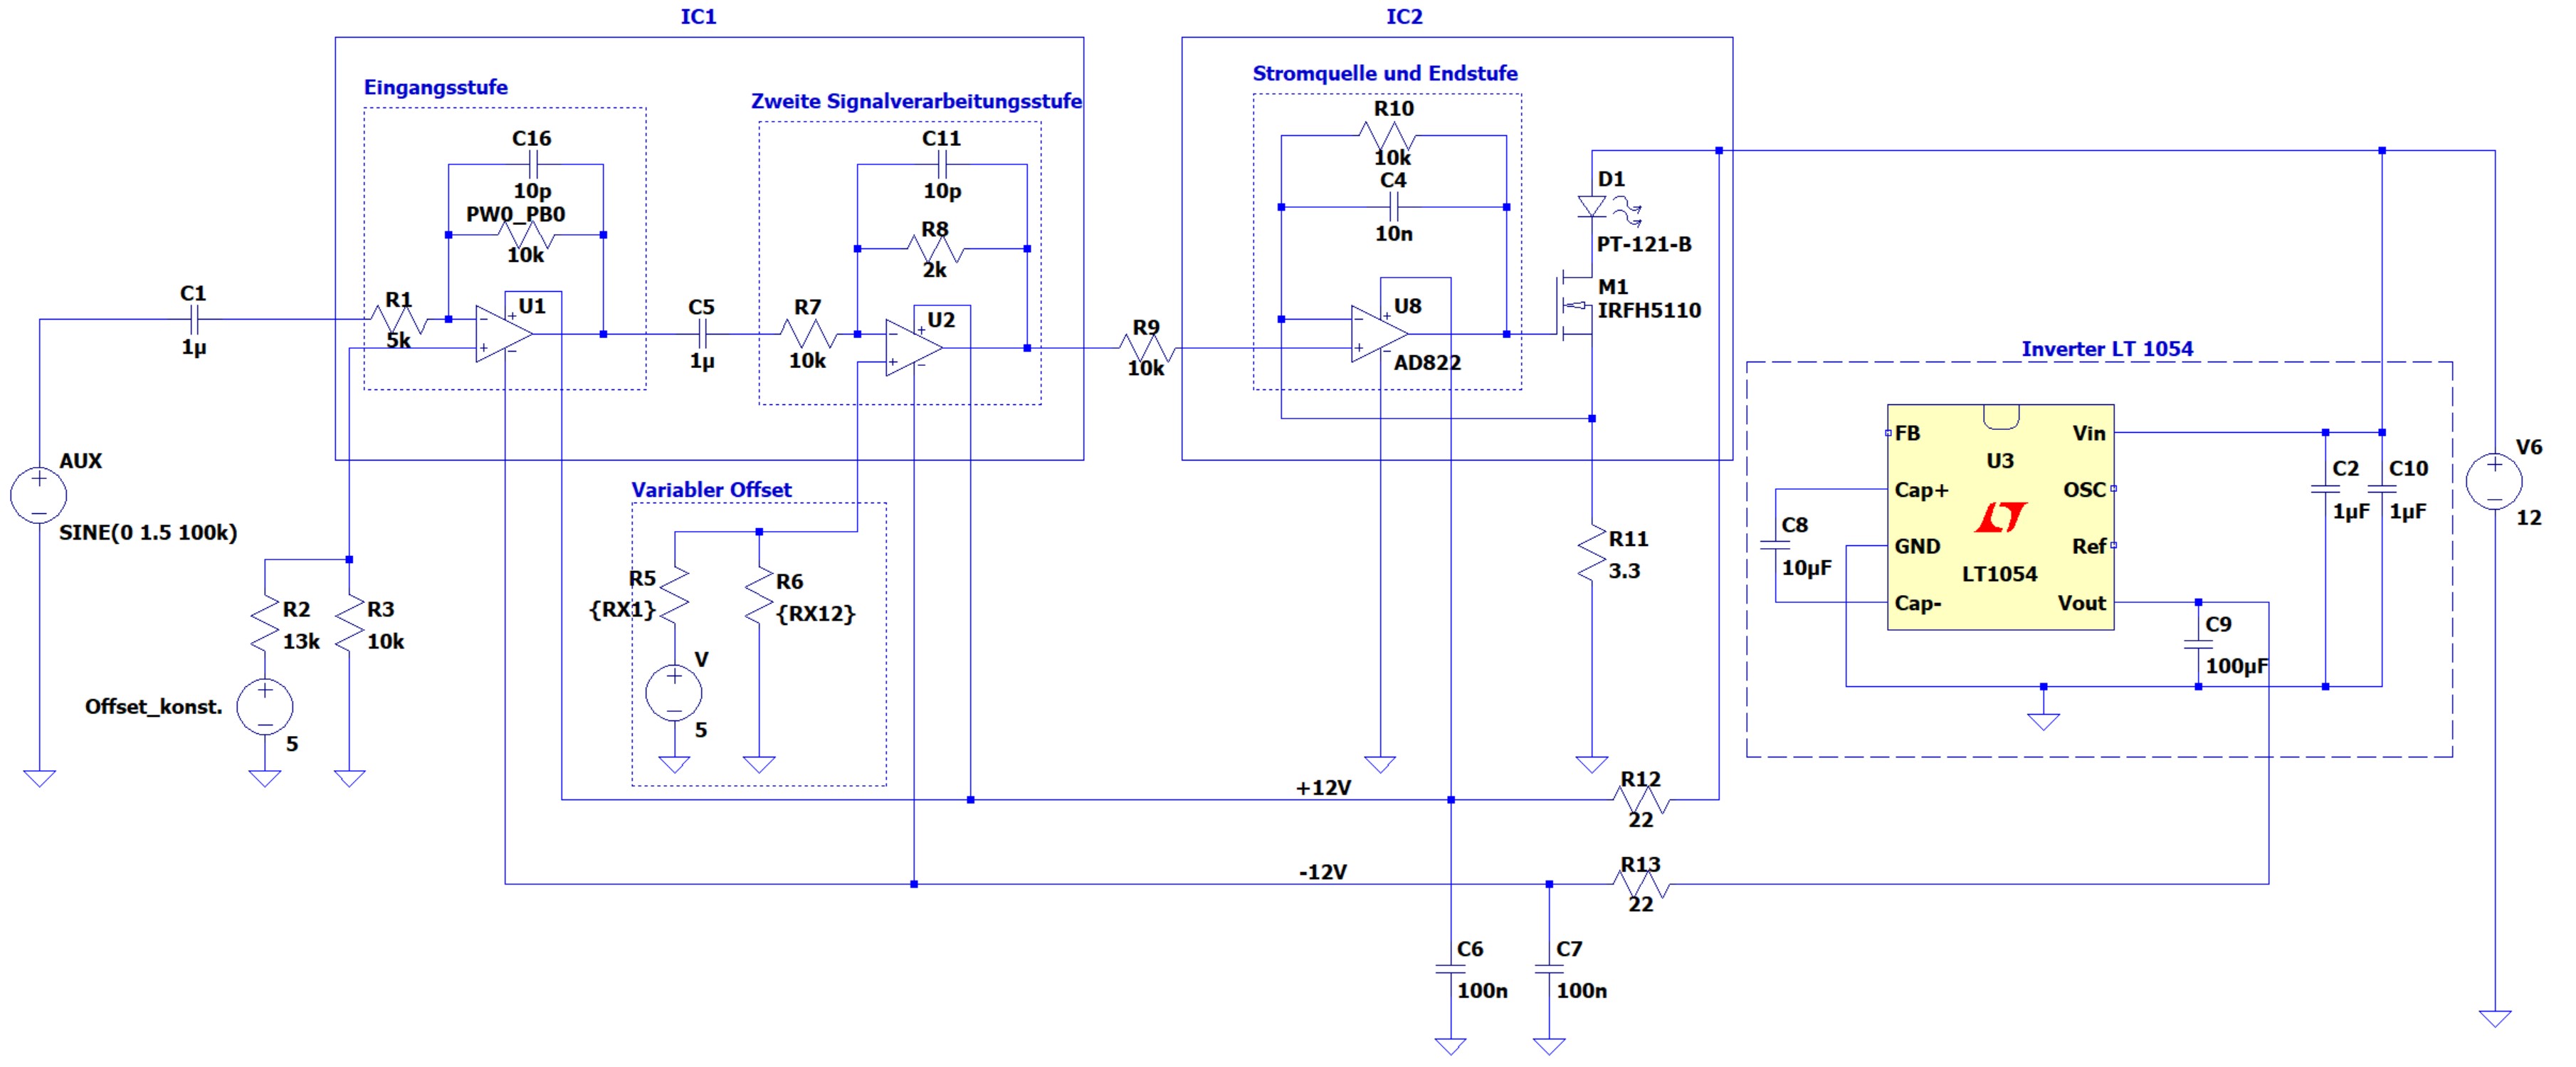 IC1
IC2
Eingangsstufe
Zweite Signalverarbeitungsstufe
Stromquelle und Endstufe
C16
10p
PW0_PB0
10k
C11
10p
R8
2k
R10
10k
C4
10n
D1
PT-121-B
M1
IRFH5110
C1
1µ
R1
5k
U1
C5
1µ
R7
10k
U2
R9
10k
U8
AD822
Inverter LT 1054
AUX
SINE(0 1.5 100k)
Variabler Offset
R5
{RX1}
R6
{RX12}
V
5
R2
13k
R3
10k
Offset_konst.
5
R11
3.3
C8
10µF
FB
Cap+
GND
Cap-
U3
LT1054
Vin
OSC
Ref
Vout
C2
1µF
C10
1µF
C9
100µF
V6
12
+12V
R12
22
-12V
R13
22
C6
100n
C7
100n